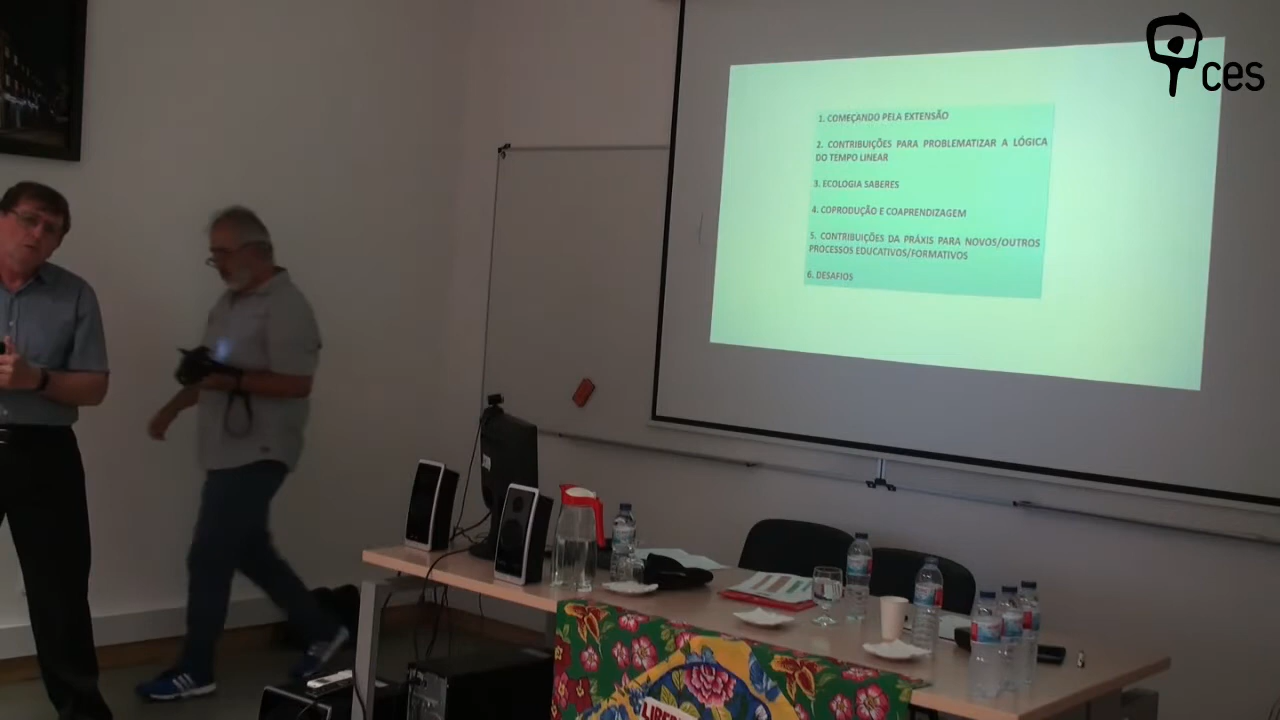 ces
1. COMEÇANDO PELA EXTENSÃO
2. CONTRIBUIÇÕES PARA PROBLEMATIZAR A LÓGICA
DO TEMPO LINEAR
3. ECOLOGIA SABERES
4. COPRODUÇÃO E COAPRENDIZAGEM
5. CONTRIBUIÇÕES DA PRÁXIS PARA NOVOS/OUTROS
PROCESSOS EDUCATIVOS/FORMATIVOS
6. DESAFIOS